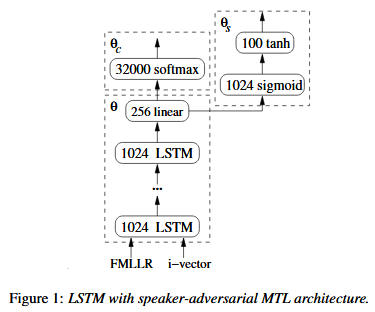 θs
θc
100 tanh
32000 softmax
1024 sigmoid
θ
256 linear
1024 LSTM
...
1024 LSTM
FMLLR i−vector
Figure 1: LSTM with speaker-adversarial MTL architecture.